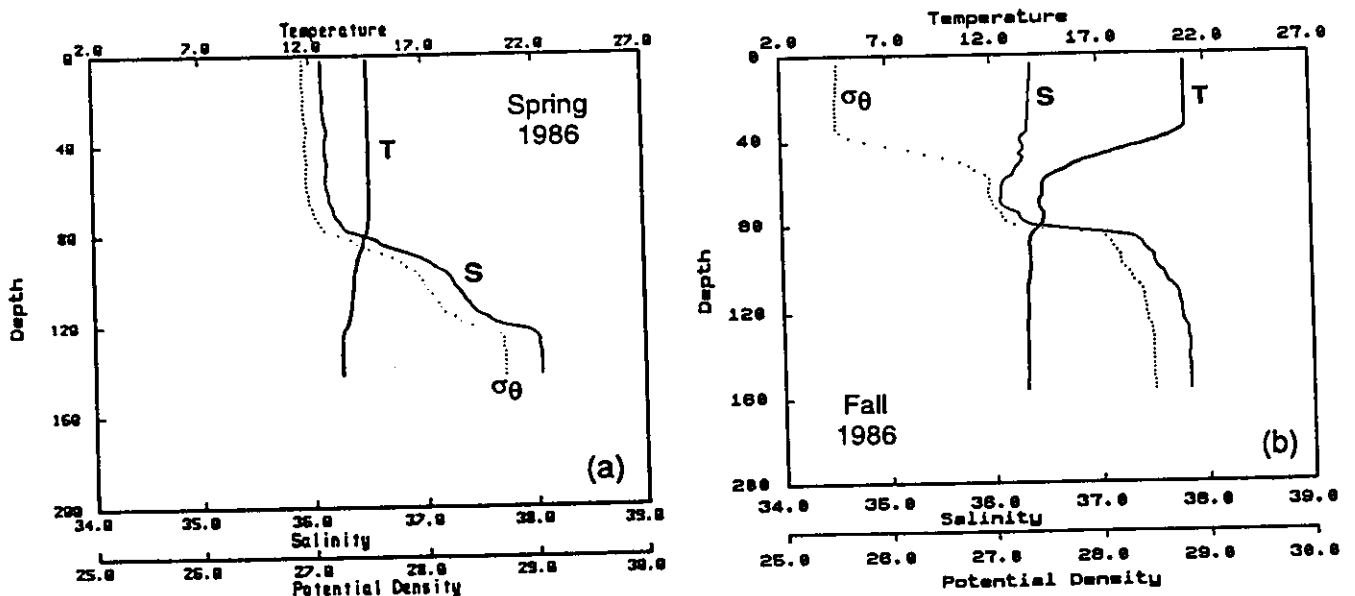 Temperature
2.0 7.0 12.0 17.0 22.0 27.0
0
40
80
120
160
200
Depth
Spring
1986
T
S
σθ
(a)
34.0 35.0 36.0 37.0 38.0 39.0
Salinity
25.0 26.0 27.0 28.0 29.0 30.0
Potential Density
Temperature
2.0 7.0 12.0 17.0 22.0 27.0
0
40
80
120
160
200
Depth
σθ
S
T
Fall
1986
(b)
34.0 35.0 36.0 37.0 38.0 39.0
Salinity
25.0 26.0 27.0 28.0 29.0 30.0
Potential Density